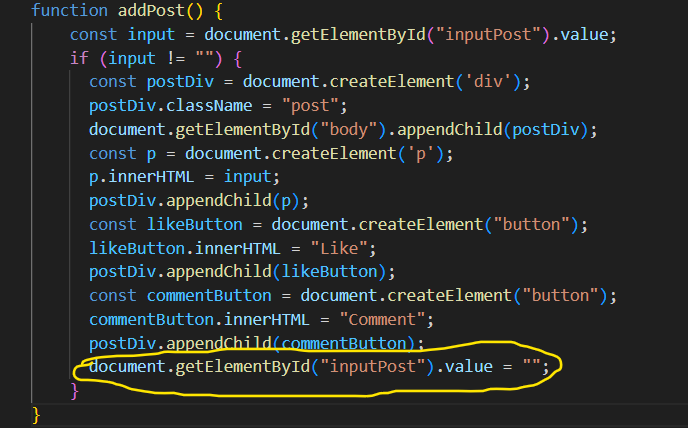 function addPost() {
const input = document.getElementById("inputPost").value;
if (input != "") {
const postDiv = document.createElement('div');
postDiv.className = "post";
document.getElementById("body").appendChild(postDiv);
const p = document.createElement('p');
p.innerHTML = input;
postDiv.appendChild(p);
const likeButton = document.createElement("button");
likeButton.innerHTML = "Like";
postDiv.appendChild(likeButton);
const commentButton = document.createElement("button");
commentButton.innerHTML = "Comment";
postDiv.appendChild(commentButton);
document.getElementById("inputPost").value = "";
}
}